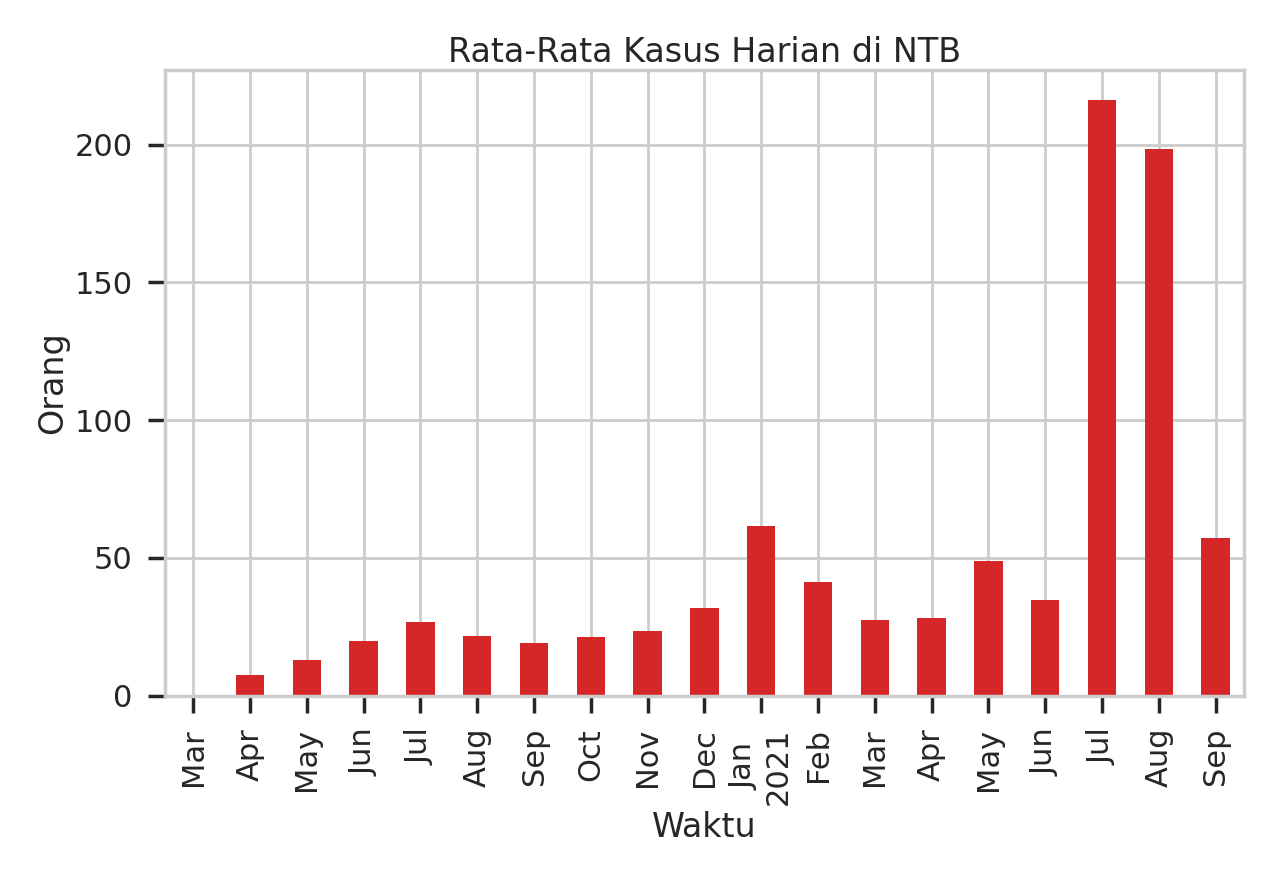 Rata-Rata Kasus Harian di NTB
200
150
100
50
0
Orang
Mar
Apr
May
Jun
Jul
Aug
Sep
Oct
Nov
Dec
Jan
2021
Feb
Mar
Apr
May
Jun
Jul
Aug
Sep
Waktu